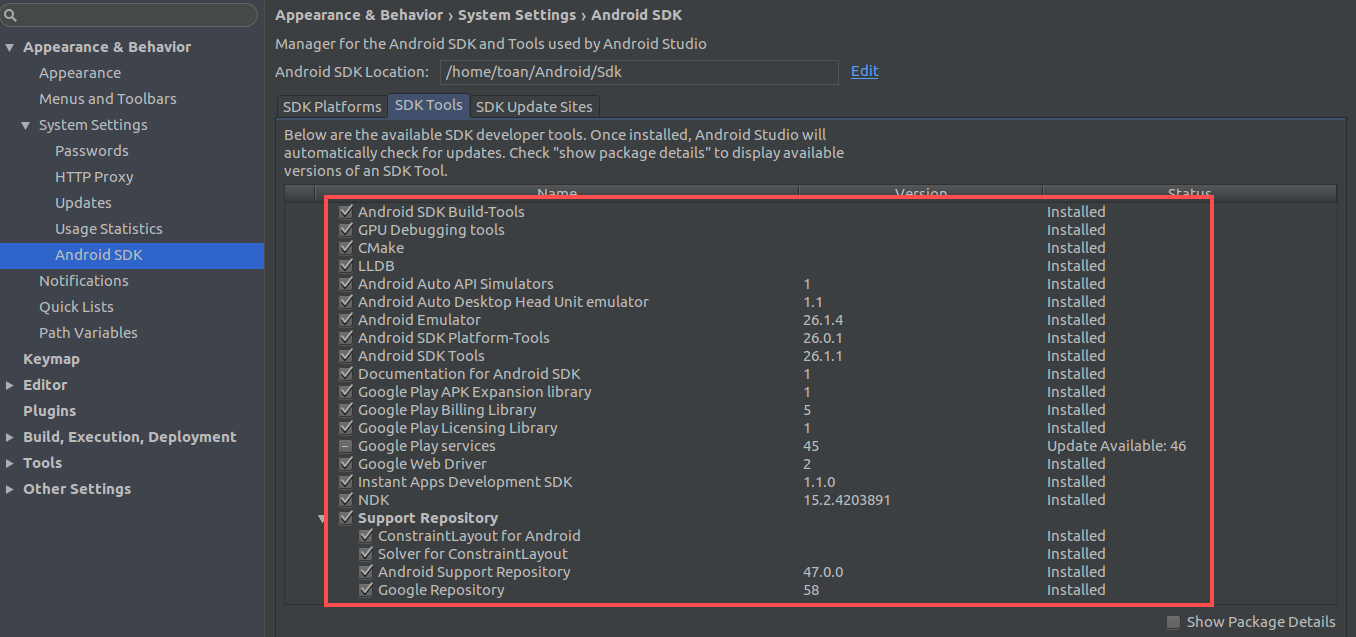 Appearance & Behavior › System Settings › Android SDK
Appearance & Behavior
Appearance
Menus and Toolbars
System Settings
Passwords
HTTP Proxy
Updates
Usage Statistics
Android SDK
Notifications
Quick Lists
Path Variables
Keymap
Editor
Plugins
Build, Execution, Deployment
Tools
Other Settings
Manager for the Android SDK and Tools used by Android Studio
Android SDK Location: /home/toan/Android/Sdk Edit
SDK Platforms SDK Tools SDK Update Sites
Below are the available SDK developer tools. Once installed, Android Studio will
automatically check for updates. Check "show package details" to display available
versions of an SDK Tool.
Name Version Status
Android SDK Build-Tools Installed
GPU Debugging tools Installed
CMake Installed
LLDB Installed
Android Auto API Simulators 1 Installed
Android Auto Desktop Head Unit emulator 1.1 Installed
Android Emulator 26.1.4 Installed
Android SDK Platform-Tools 26.0.1 Installed
Android SDK Tools 26.1.1 Installed
Documentation for Android SDK 1 Installed
Google Play APK Expansion library 1 Installed
Google Play Billing Library 5 Installed
Google Play Licensing Library 1 Installed
Google Play services 45 Update Available: 46
Google Web Driver 2 Installed
Instant Apps Development SDK 1.1.0 Installed
NDK 15.2.4203891 Installed
Support Repository
ConstraintLayout for Android Installed
Solver for ConstraintLayout Installed
Android Support Repository 47.0.0 Installed
Google Repository 58 Installed
Show Package Details